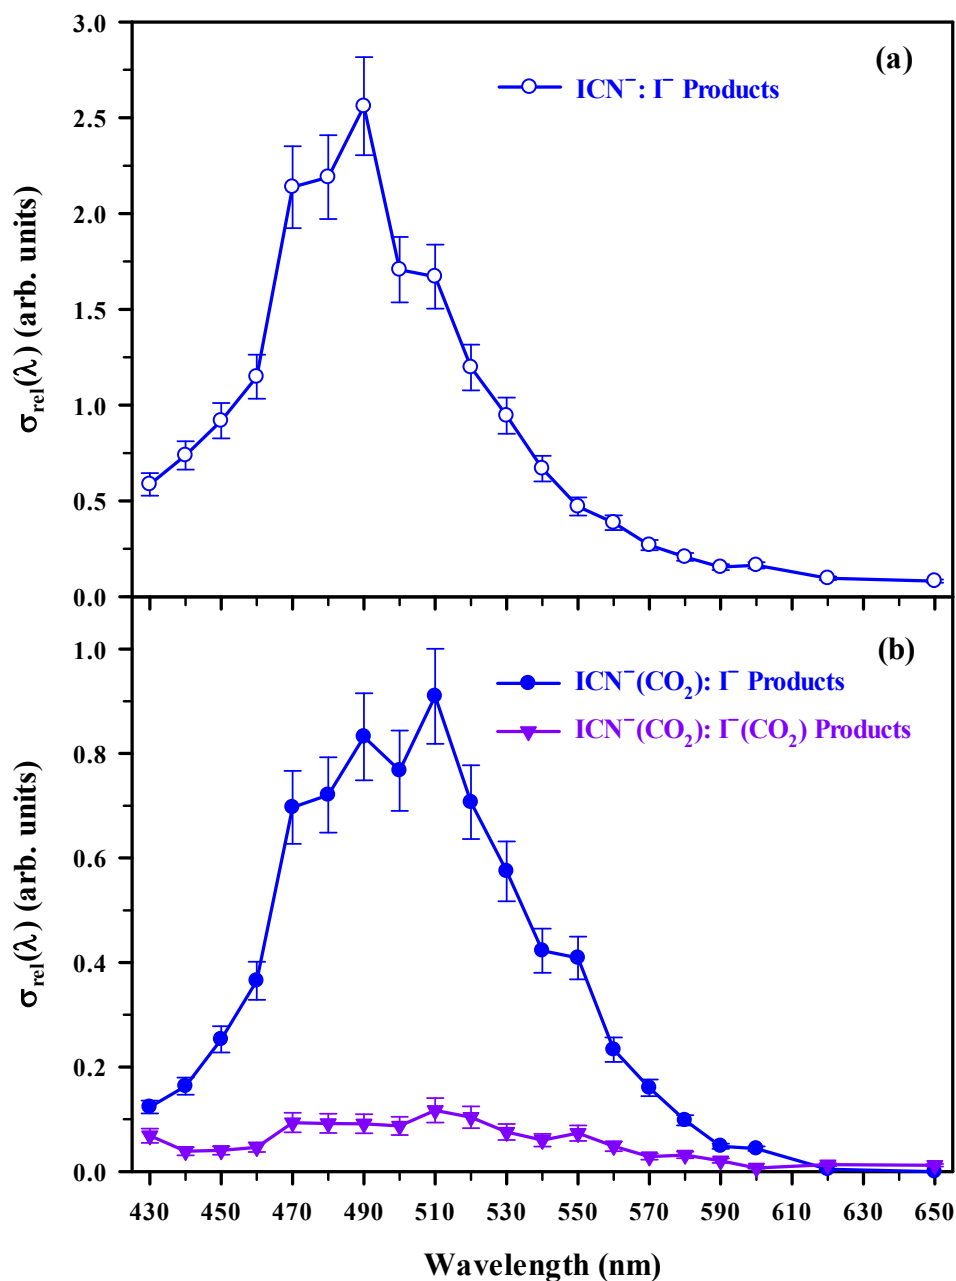 3.0
(a)
ICN⁻: I⁻ Products
2.5
2.0
1.5
1.0
0.5
0.0
σrel(λ) (arb. units)
(b)
1.0
ICN⁻(CO₂): I⁻ Products
ICN⁻(CO₂): I⁻(CO₂) Products
0.8
0.6
0.4
0.2
0.0
σrel(λ) (arb. units)
430 450 470 490 510 530 550 570 590 610 630 650
Wavelength (nm)